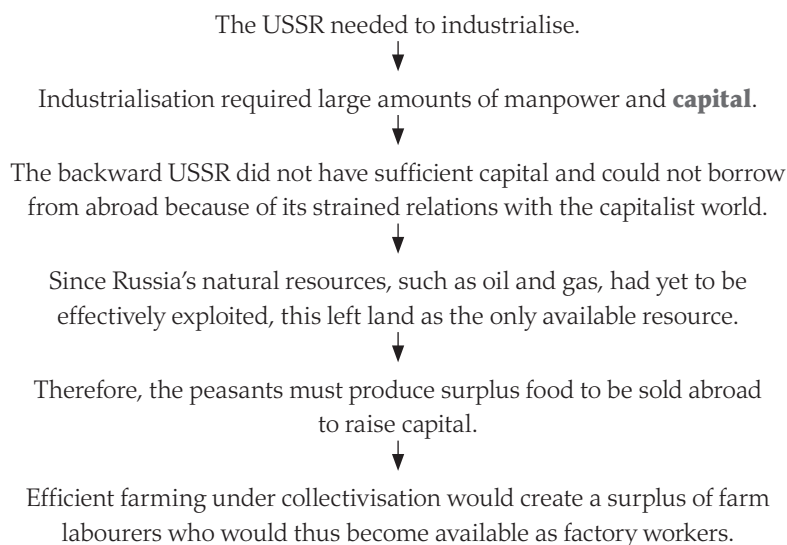 The USSR needed to industrialise.
Industrialisation required large amounts of manpower and capital.
The backward USSR did not have sufficient capital and could not borrow
from abroad because of its strained relations with the capitalist world.
Since Russia's natural resources, such as oil and gas, had yet to be
effectively exploited, this left land as the only available resource.
Therefore, the peasants must produce surplus food to be sold abroad
to raise capital.
Efficient farming under collectivisation would create a surplus of farm
labourers who would thus become available as factory workers.